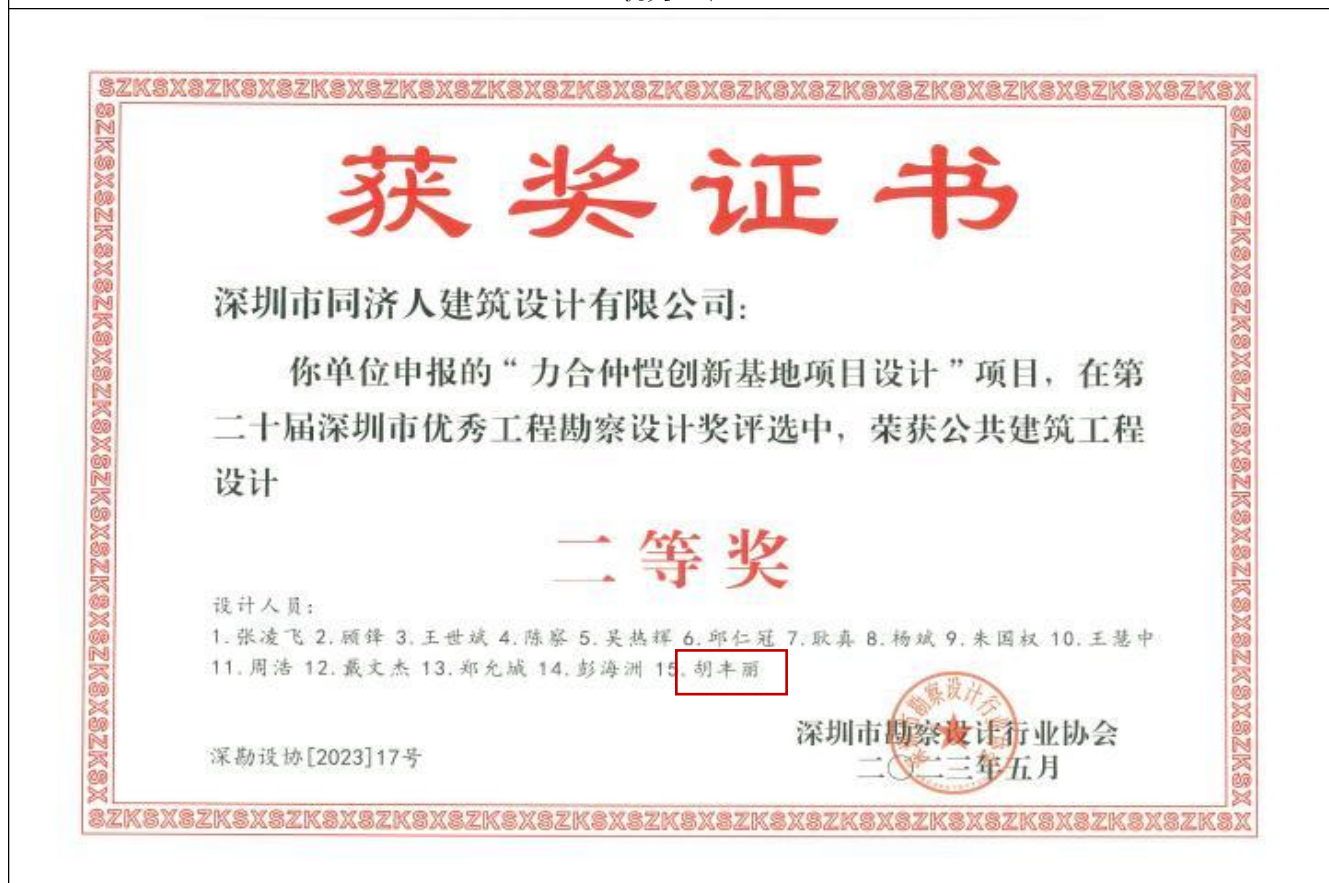 SZKSXSZKSXSZKSXSZKSXSZKSXSZKSXSZKSXSZKSXSZKSXSZKSXSZKSX
获奖证书
深圳市同济人建筑设计有限公司：
你单位申报的“力合仲恺创新基地项目设计”项目，在第
二十届深圳市优秀工程勘察设计奖评选中，荣获公共建筑工程
设计
二等奖
设计人员：
1.张凌飞 2.顾锋 3.王世斌 4.陈察 5.吴热辉 6.邱仁冠 7.耿真 8.杨斌 9.朱国权 10.王慧中
11.周浩 12.戴文杰 13.郑允城 14.彭海洲 15.胡丰丽
深圳市勘察设计行业协会
二〇二三年五月
深勘设协[2023]17号